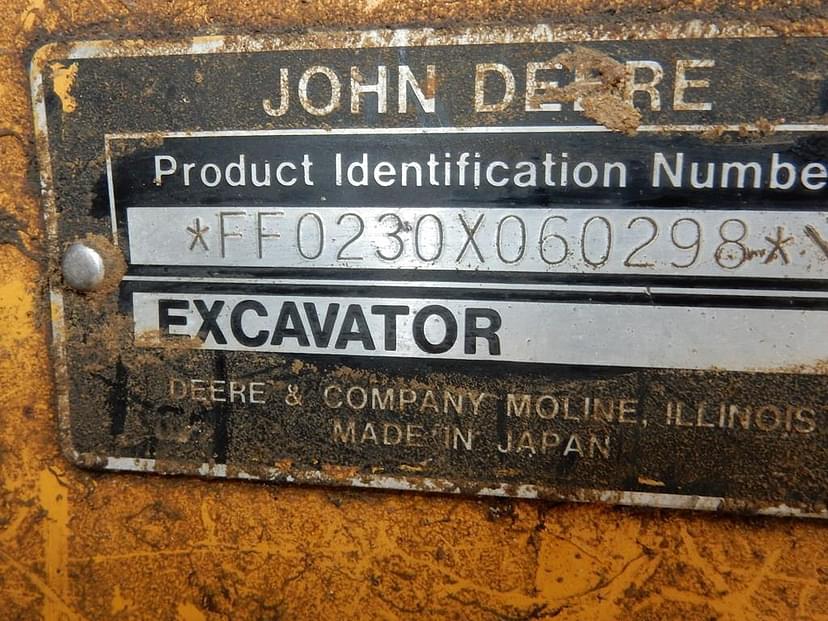 JOHN DEERE
Product Identification Numbe
*FF0230X060298*
EXCAVATOR
DEERE & COMPANY MOLINE, ILLINOIS
MADE IN JAPAN